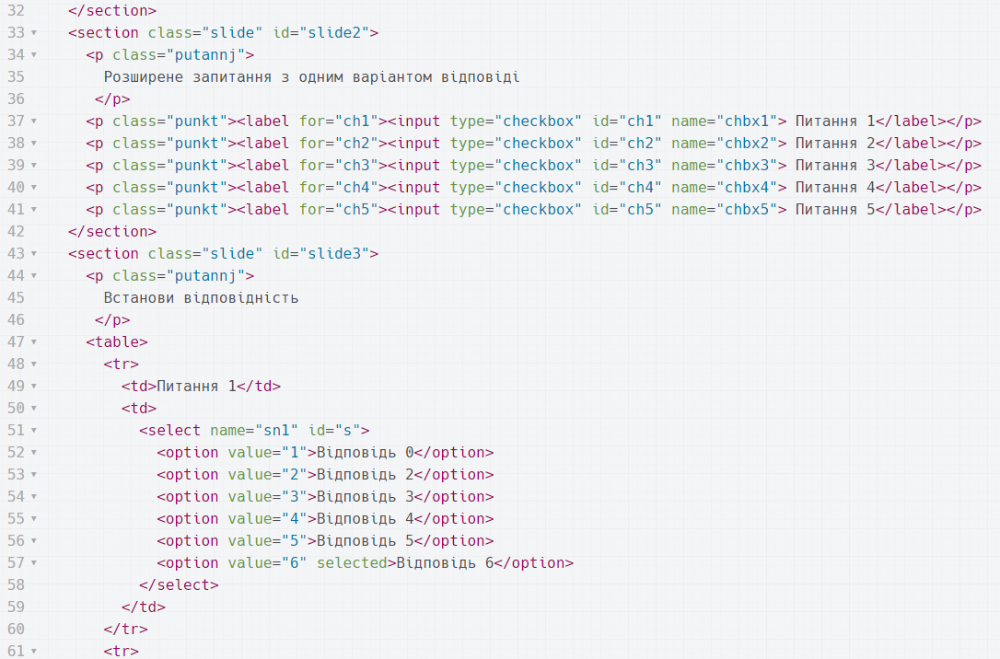 32     </section>
33     <section class="slide" id="slide2">
34       <p class="putannj">
35         Розширене запитання з одним варіантом відповіді
36        </p>
37       <p class="punkt"><label for="ch1"><input type="checkbox" id="ch1" name="chbx1"> Питання 1</label></p>
38       <p class="punkt"><label for="ch2"><input type="checkbox" id="ch2" name="chbx2"> Питання 2</label></p>
39       <p class="punkt"><label for="ch3"><input type="checkbox" id="ch3" name="chbx3"> Питання 3</label></p>
40       <p class="punkt"><label for="ch4"><input type="checkbox" id="ch4" name="chbx4"> Питання 4</label></p>
41       <p class="punkt"><label for="ch5"><input type="checkbox" id="ch5" name="chbx5"> Питання 5</label></p>
42     </section>
43     <section class="slide" id="slide3">
44       <p class="putannj">
45         Встанови відповідність
46        </p>
47       <table>
48         <tr>
49           <td>Питання 1</td>
50           <td>
51             <select name="sn1" id="s">
52               <option value="1">Відповідь 0</option>
53               <option value="2">Відповідь 2</option>
54               <option value="3">Відповідь 3</option>
55               <option value="4">Відповідь 4</option>
56               <option value="5">Відповідь 5</option>
57               <option value="6" selected>Відповідь 6</option>
58             </select>
59           </td>
60         </tr>
61         <tr>